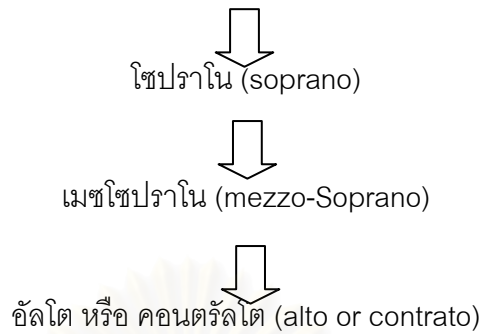 โซปราโน (soprano)
เมซโซปราโน (mezzo-Soprano)
อัลโต หรือ คอนตรัลโต (alto or contrato)